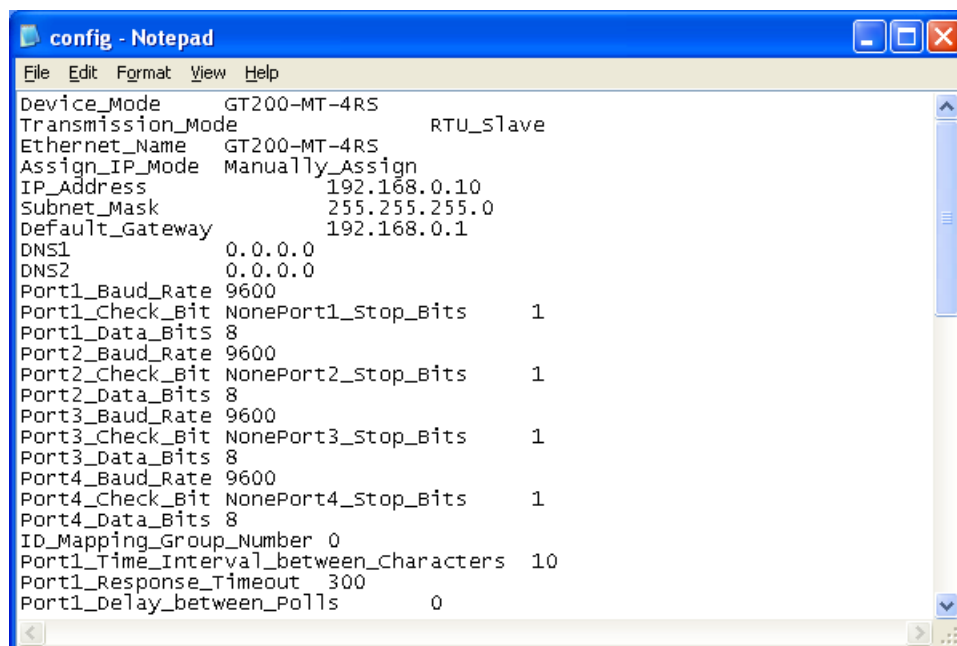 config - Notepad
File Edit Format View Help
Device_Mode GT200-MT-4RS
Transmission_Mode RTU_Slave
Ethernet_Name GT200-MT-4RS
Assign_IP_Mode Manually_Assign
IP_Address 192.168.0.10
Subnet_Mask 255.255.255.0
Default_Gateway 192.168.0.1
DNS1 0.0.0.0
DNS2 0.0.0.0
Port1_Baud_Rate 9600
Port1_Check_Bit NonePort1_Stop_Bits 1
Port1_Data_Bits 8
Port2_Baud_Rate 9600
Port2_Check_Bit NonePort2_Stop_Bits 1
Port2_Data_Bits 8
Port3_Baud_Rate 9600
Port3_Check_Bit NonePort3_Stop_Bits 1
Port3_Data_Bits 8
Port4_Baud_Rate 9600
Port4_Check_Bit NonePort4_Stop_Bits 1
Port4_Data_Bits 8
ID_Mapping_Group_Number 0
Port1_Time_Interval_between_Characters 10
Port1_Response_Timeout 300
Port1_Delay_between_Polls 0